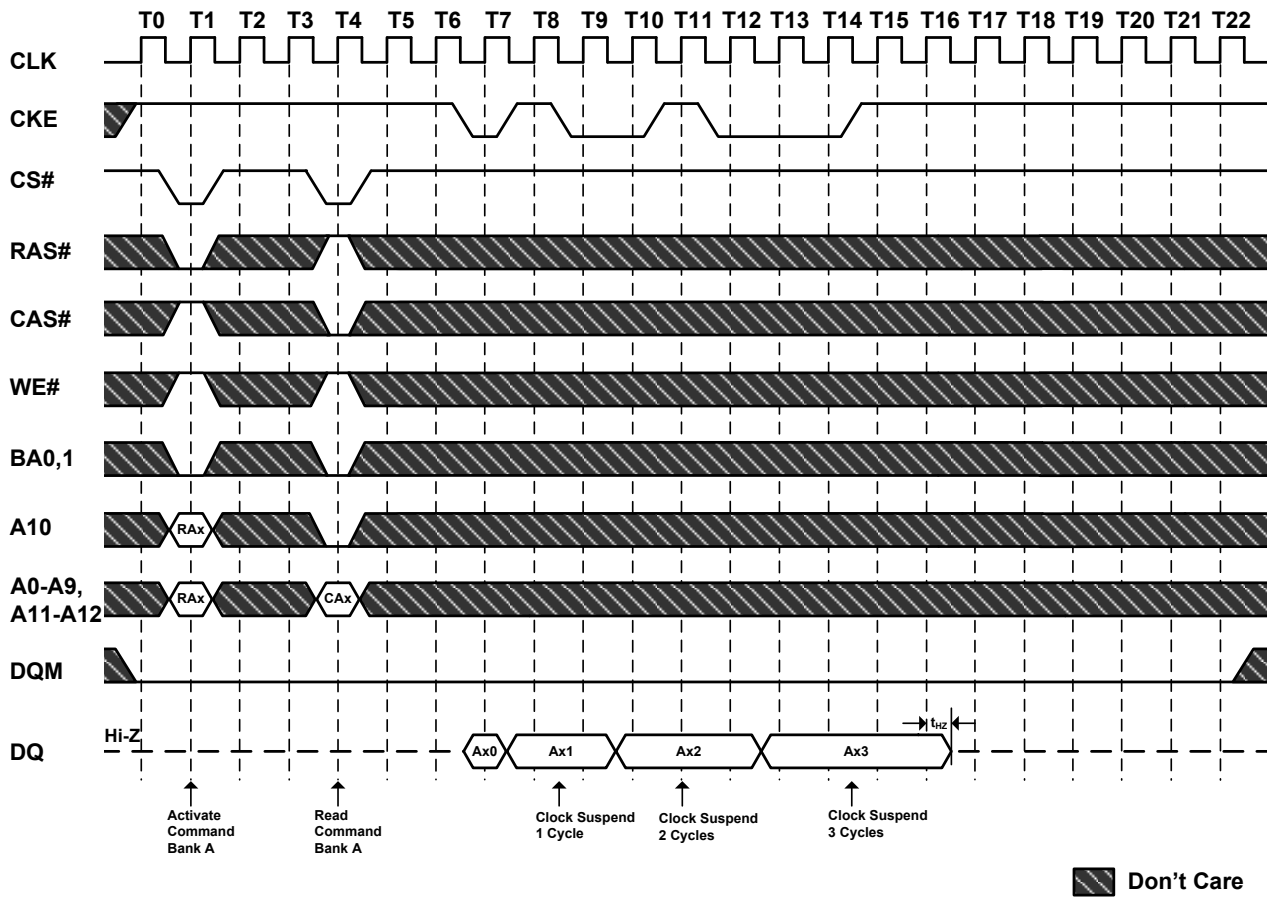 T0 T1 T2 T3 T4 T5 T6 T7 T8 T9 T10 T11 T12 T13 T14 T15 T16 T17 T18 T19 T20 T21 T22
CLK
CKE
CS#
RAS#
CAS#
WE#
BA0,1
A10
RAx
A0-A9,
A11-A12
RAx
CAx
DQM
Hi-Z
DQ
Ax0
Ax1
Ax2
Ax3
tHZ
Activate
Command
Bank A
Read
Command
Bank A
Clock Suspend
1 Cycle
Clock Suspend
2 Cycles
Clock Suspend
3 Cycles
Don't Care